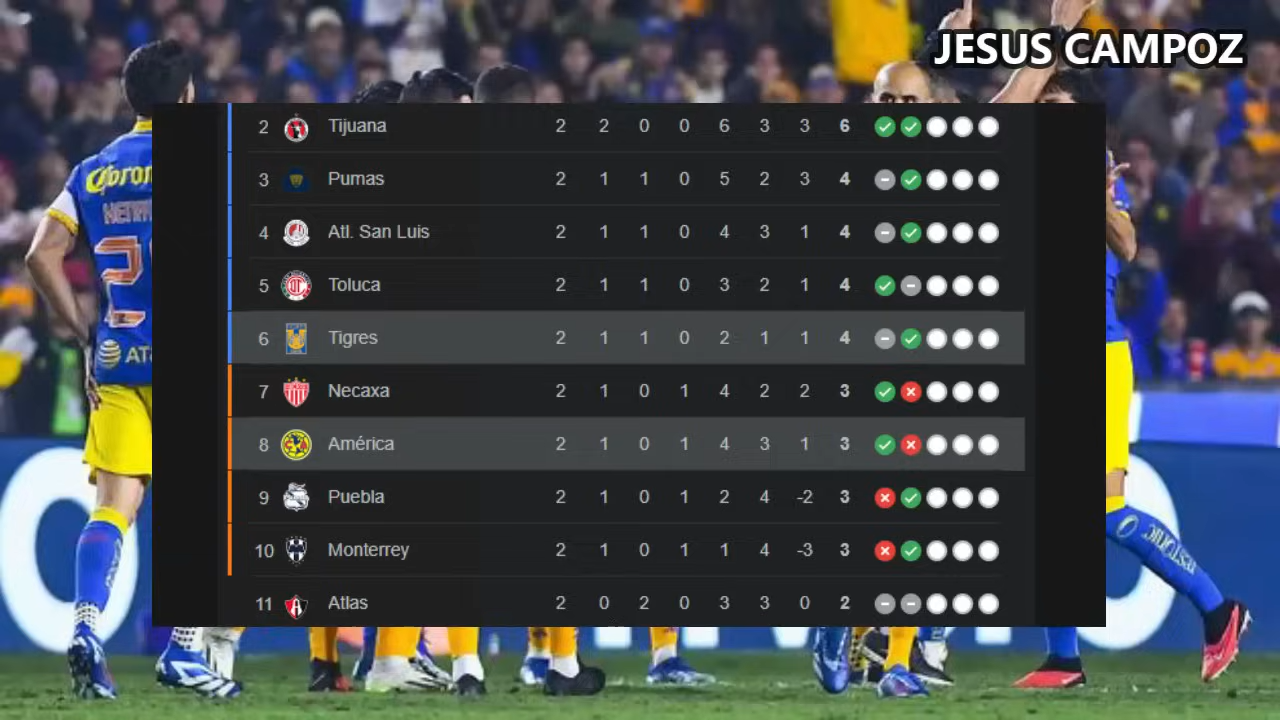 JESUS CAMPOZ
2 Tijuana 2 2 0 0 6 3 3 6
3 Pumas 2 1 1 0 5 2 3 4
4 Atl. San Luis 2 1 1 0 4 3 1 4
5 Toluca 2 1 1 0 3 2 1 4
6 Tigres 2 1 1 0 2 1 1 4
7 Necaxa 2 1 0 1 4 2 2 3
8 América 2 1 0 1 4 3 1 3
9 Puebla 2 1 0 1 2 4 -2 3
10 Monterrey 2 1 0 1 1 4 -3 3
11 Atlas 2 0 2 0 3 3 0 2